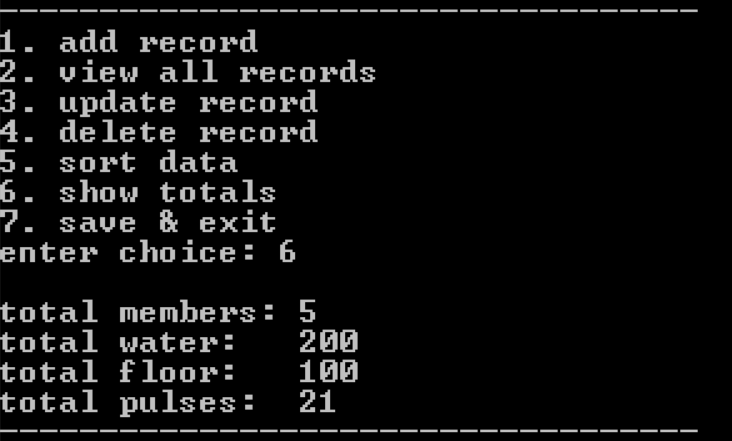 -----------------------------------
1. add record
2. view all records
3. update record
4. delete record
5. sort data
6. show totals
7. save & exit
enter choice: 6
total members: 5
total water:   200
total floor:   100
total pulses:  21
-----------------------------------